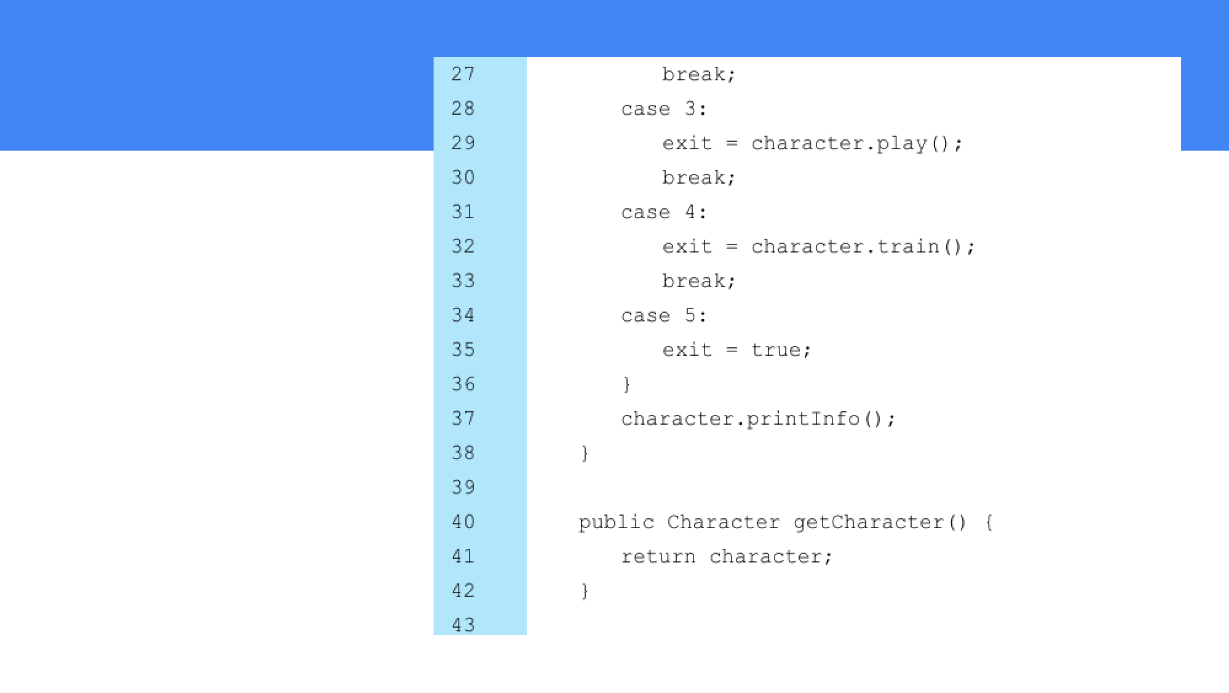 27 break;
28 case 3:
29 exit = character.play();
30 break;
31 case 4:
32 exit = character.train();
33 break;
34 case 5:
35 exit = true;
36 }
37 character.printInfo();
38 }
39
40 public Character getCharacter() {
41 return character;
42 }
43